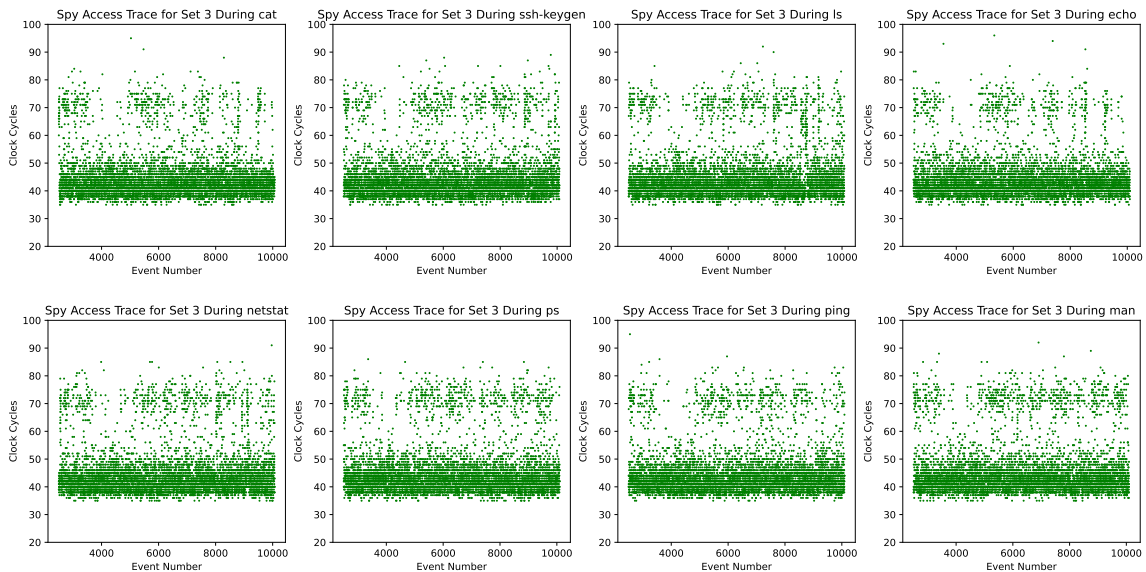 Spy Access Trace for Set 3 During cat
Spy Access Trace for Set 3 During ssh-keygen
Spy Access Trace for Set 3 During ls
Spy Access Trace for Set 3 During echo
100
90
80
70
60
50
40
30
20
Clock Cycles
4000 6000 8000 10000
Event Number
100
90
80
70
60
50
40
30
20
Clock Cycles
4000 6000 8000 10000
Event Number
100
90
80
70
60
50
40
30
20
Clock Cycles
4000 6000 8000 10000
Event Number
100
90
80
70
60
50
40
30
20
Clock Cycles
4000 6000 8000 10000
Event Number
Spy Access Trace for Set 3 During netstat
Spy Access Trace for Set 3 During ps
Spy Access Trace for Set 3 During ping
Spy Access Trace for Set 3 During man
100
90
80
70
60
50
40
30
20
Clock Cycles
4000 6000 8000 10000
Event Number
100
90
80
70
60
50
40
30
20
Clock Cycles
4000 6000 8000 10000
Event Number
100
90
80
70
60
50
40
30
20
Clock Cycles
4000 6000 8000 10000
Event Number
100
90
80
70
60
50
40
30
20
Clock Cycles
4000 6000 8000 10000
Event Number